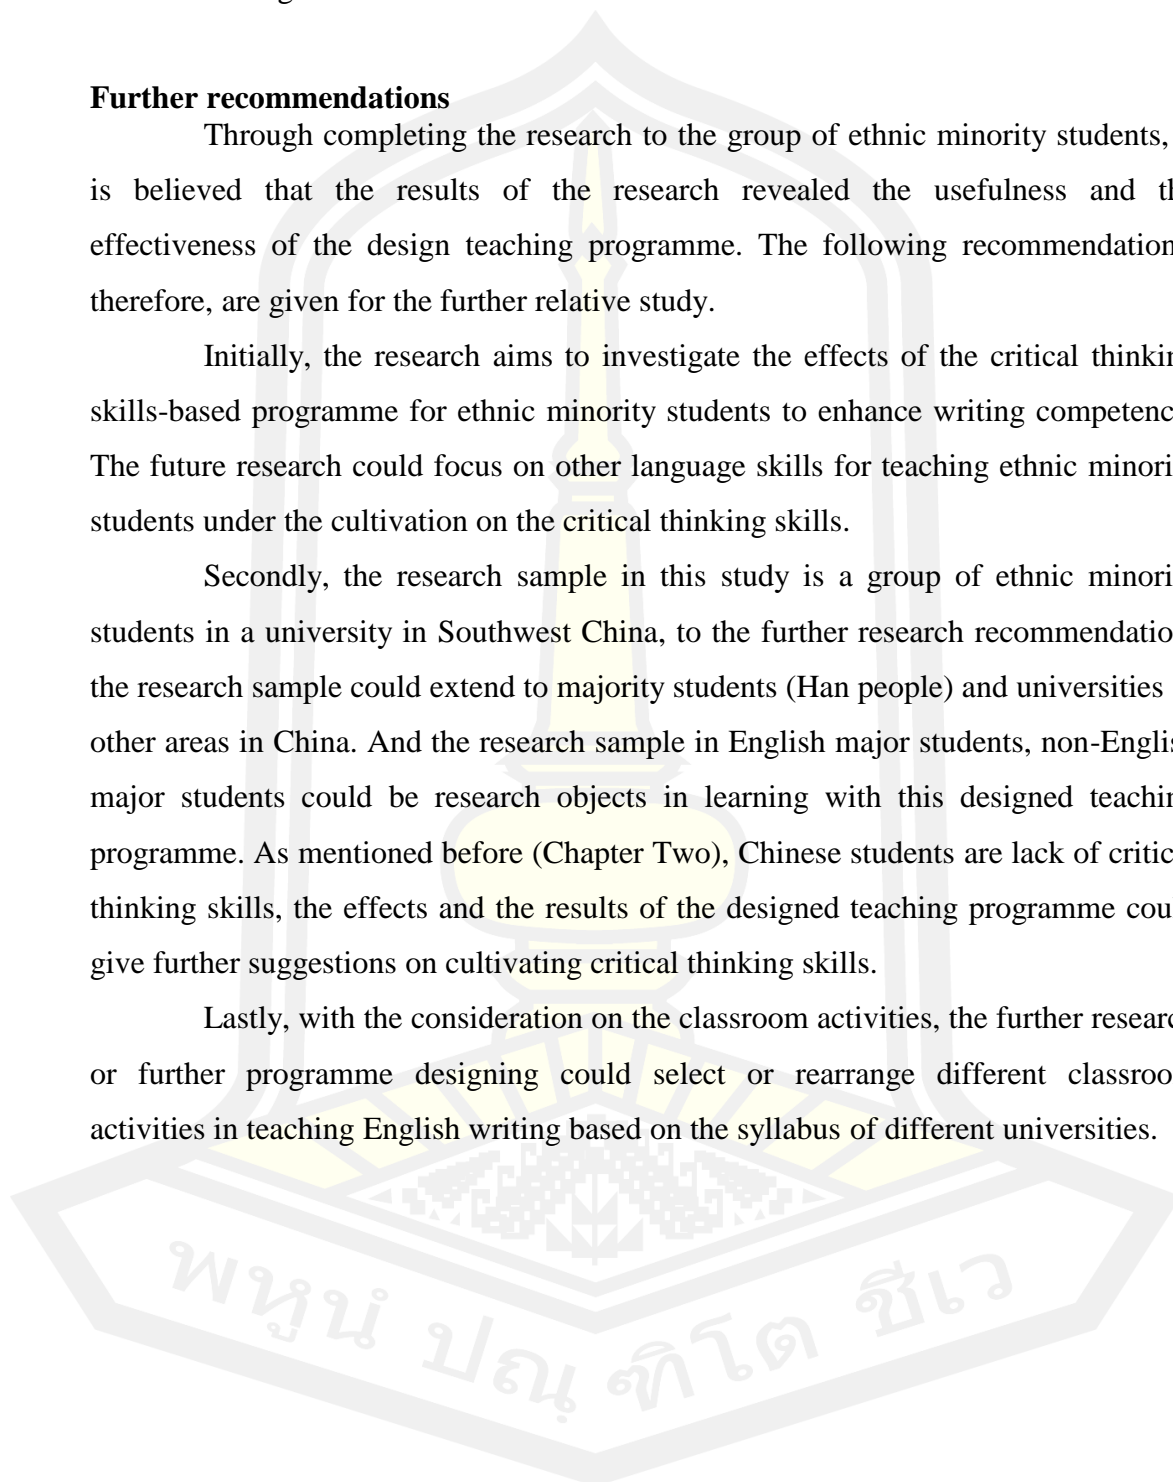 Further recommendations
Through completing the research to the group of ethnic minority students,
is believed that the results of the research revealed the usefulness and th
effectiveness of the design teaching programme. The following recommendation
therefore, are given for the further relative study.
Initially, the research aims to investigate the effects of the critical thinkin
skills-based programme for ethnic minority students to enhance writing competenc
The future research could focus on other language skills for teaching ethnic minori
students under the cultivation on the critical thinking skills.
Secondly, the research sample in this study is a group of ethnic minori
students in a university in Southwest China, to the further research recommendatio
the research sample could extend to majority students (Han people) and universities
other areas in China. And the research sample in English major students, non-Englis
major students could be research objects in learning with this designed teachin
programme. As mentioned before (Chapter Two), Chinese students are lack of critic
thinking skills, the effects and the results of the designed teaching programme cou
give further suggestions on cultivating critical thinking skills.
Lastly, with the consideration on the classroom activities, the further researc
or further programme designing could select or rearrange different classroo
activities in teaching English writing based on the syllabus of different universities.
พหูนํ ปณฺฑิโต ชีเว